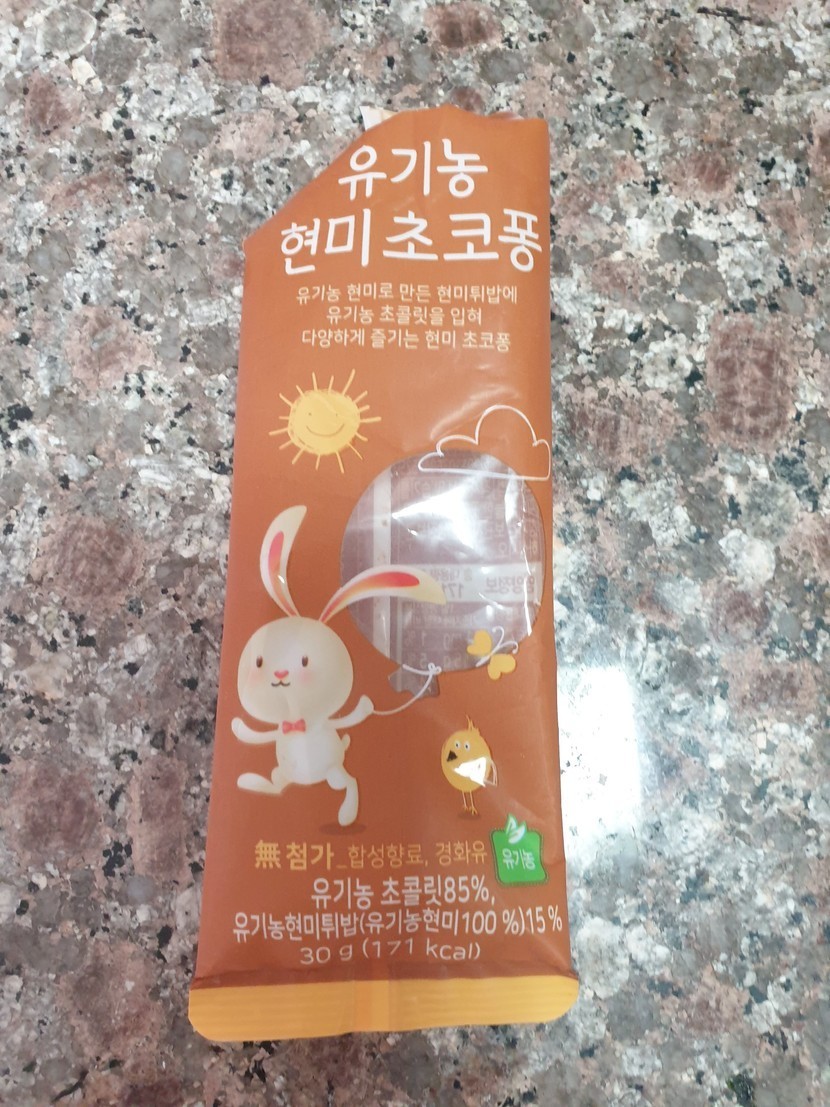 유기농
현미 초코퐁
유기농 현미로 만든 현미튀밥에
유기농 초콜릿을 입혀
다양하게 즐기는 현미 초코퐁
無 첨가_합성향료, 경화유
유기농
유기농 초콜릿85%,
유기농현미튀밥(유기농현미100 %)15 %
30 g (171 kcal)